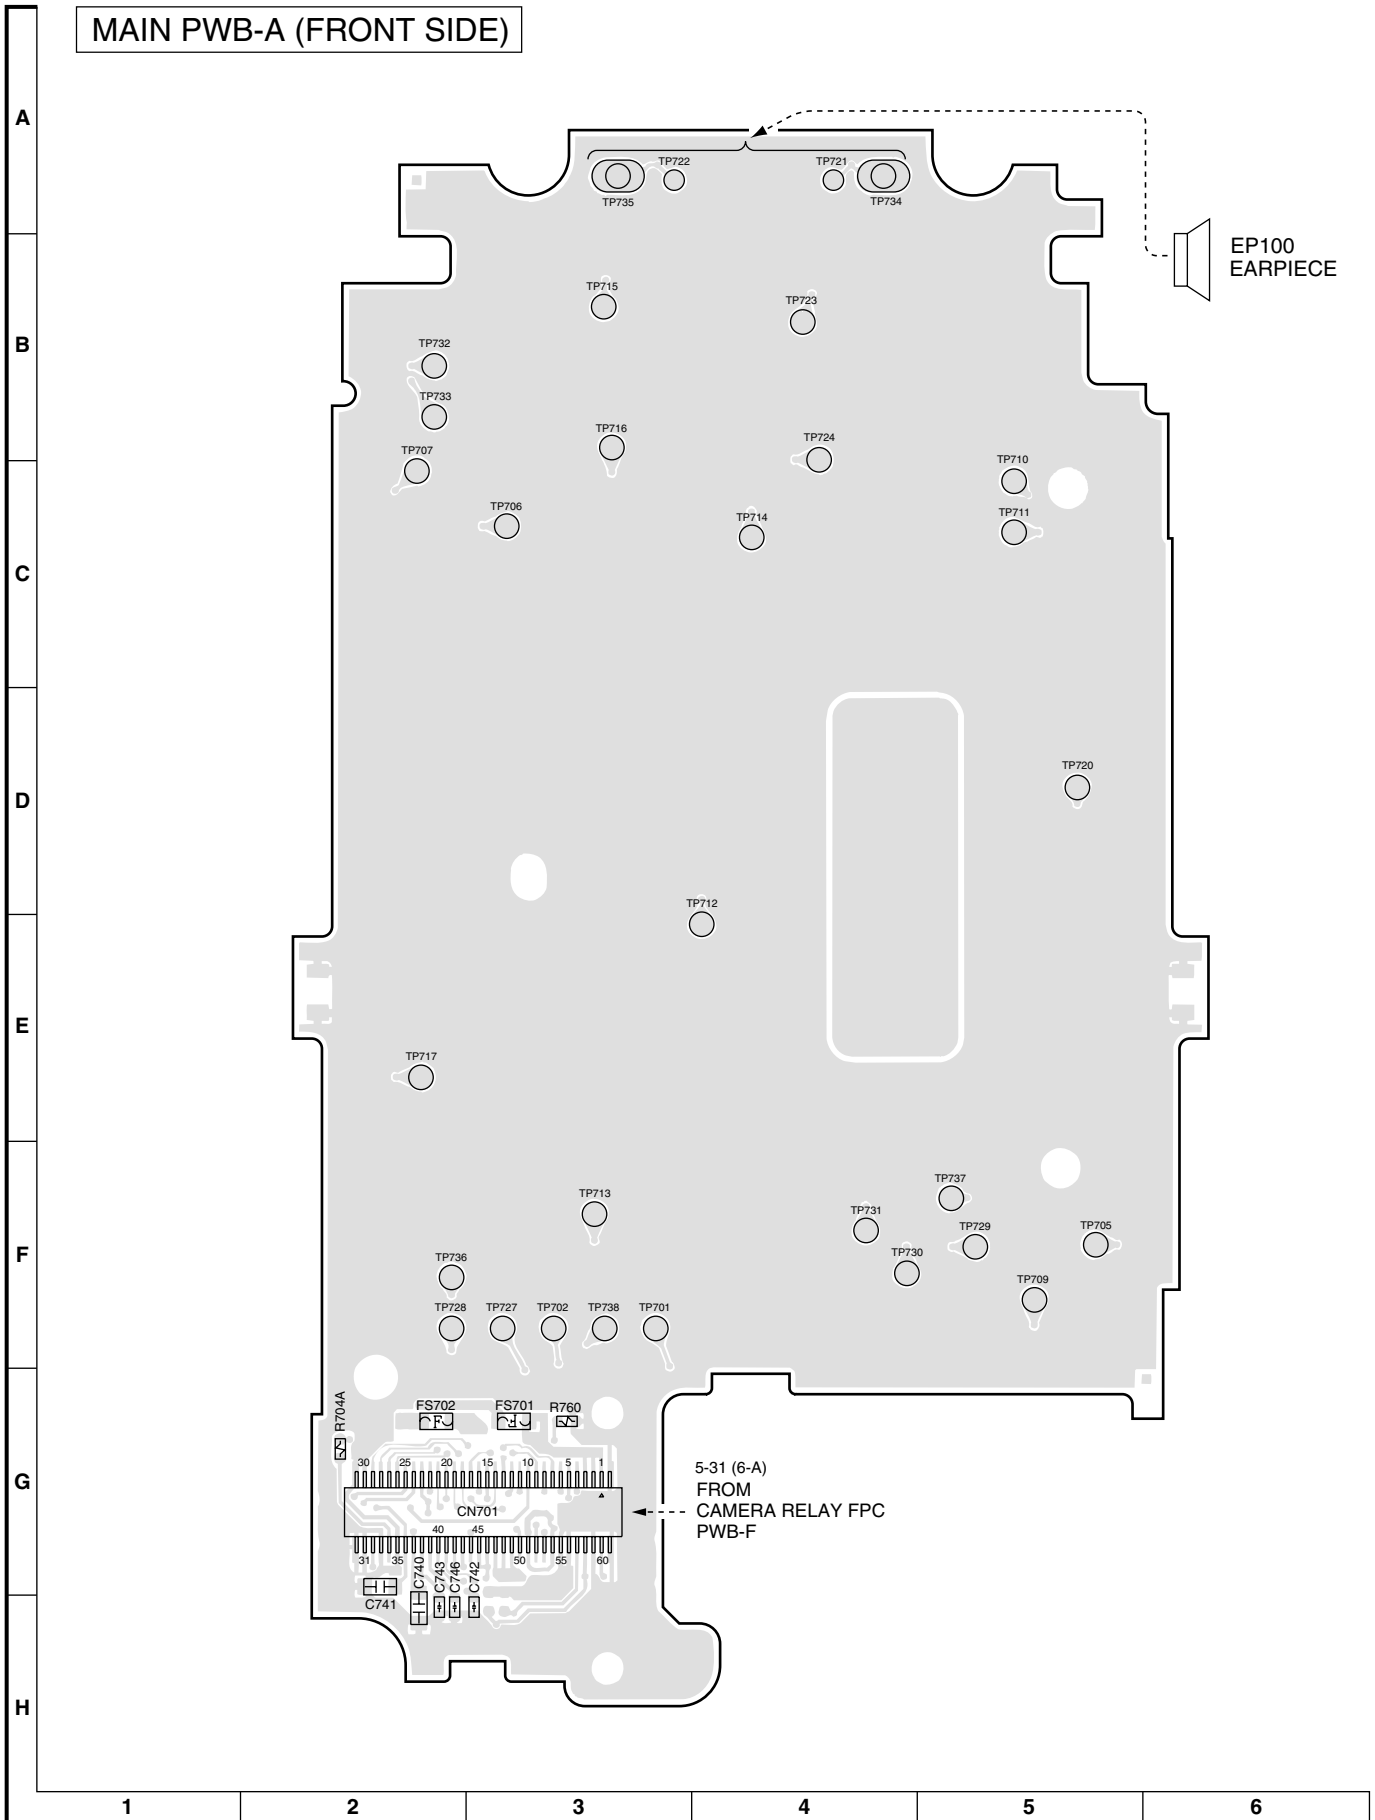 MAIN PWB-A (FRONT SIDE)
A
TP722
TP721
TP735
TP734
EP100
EARPIECE
TP715
TP723
B
TP732
TP733
TP716
TP724
TP707
TP710
TP706
TP714
TP711
C
TP720
D
TP712
E
TP717
TP737
TP713
TP731
TP729
TP705
F
TP736
TP730
TP709
TP728
TP727
TP702
TP738
TP701
R704A
FS702
FS701
R760
30
25
20
15
10
5
1
5-31 (6-A)
FROM
CAMERA RELAY FPC
PWB-F
G
CN701
40
45
31
35
50
55
60
C740
C743
C746
C742
C741
H
1
2
3
4
5
6